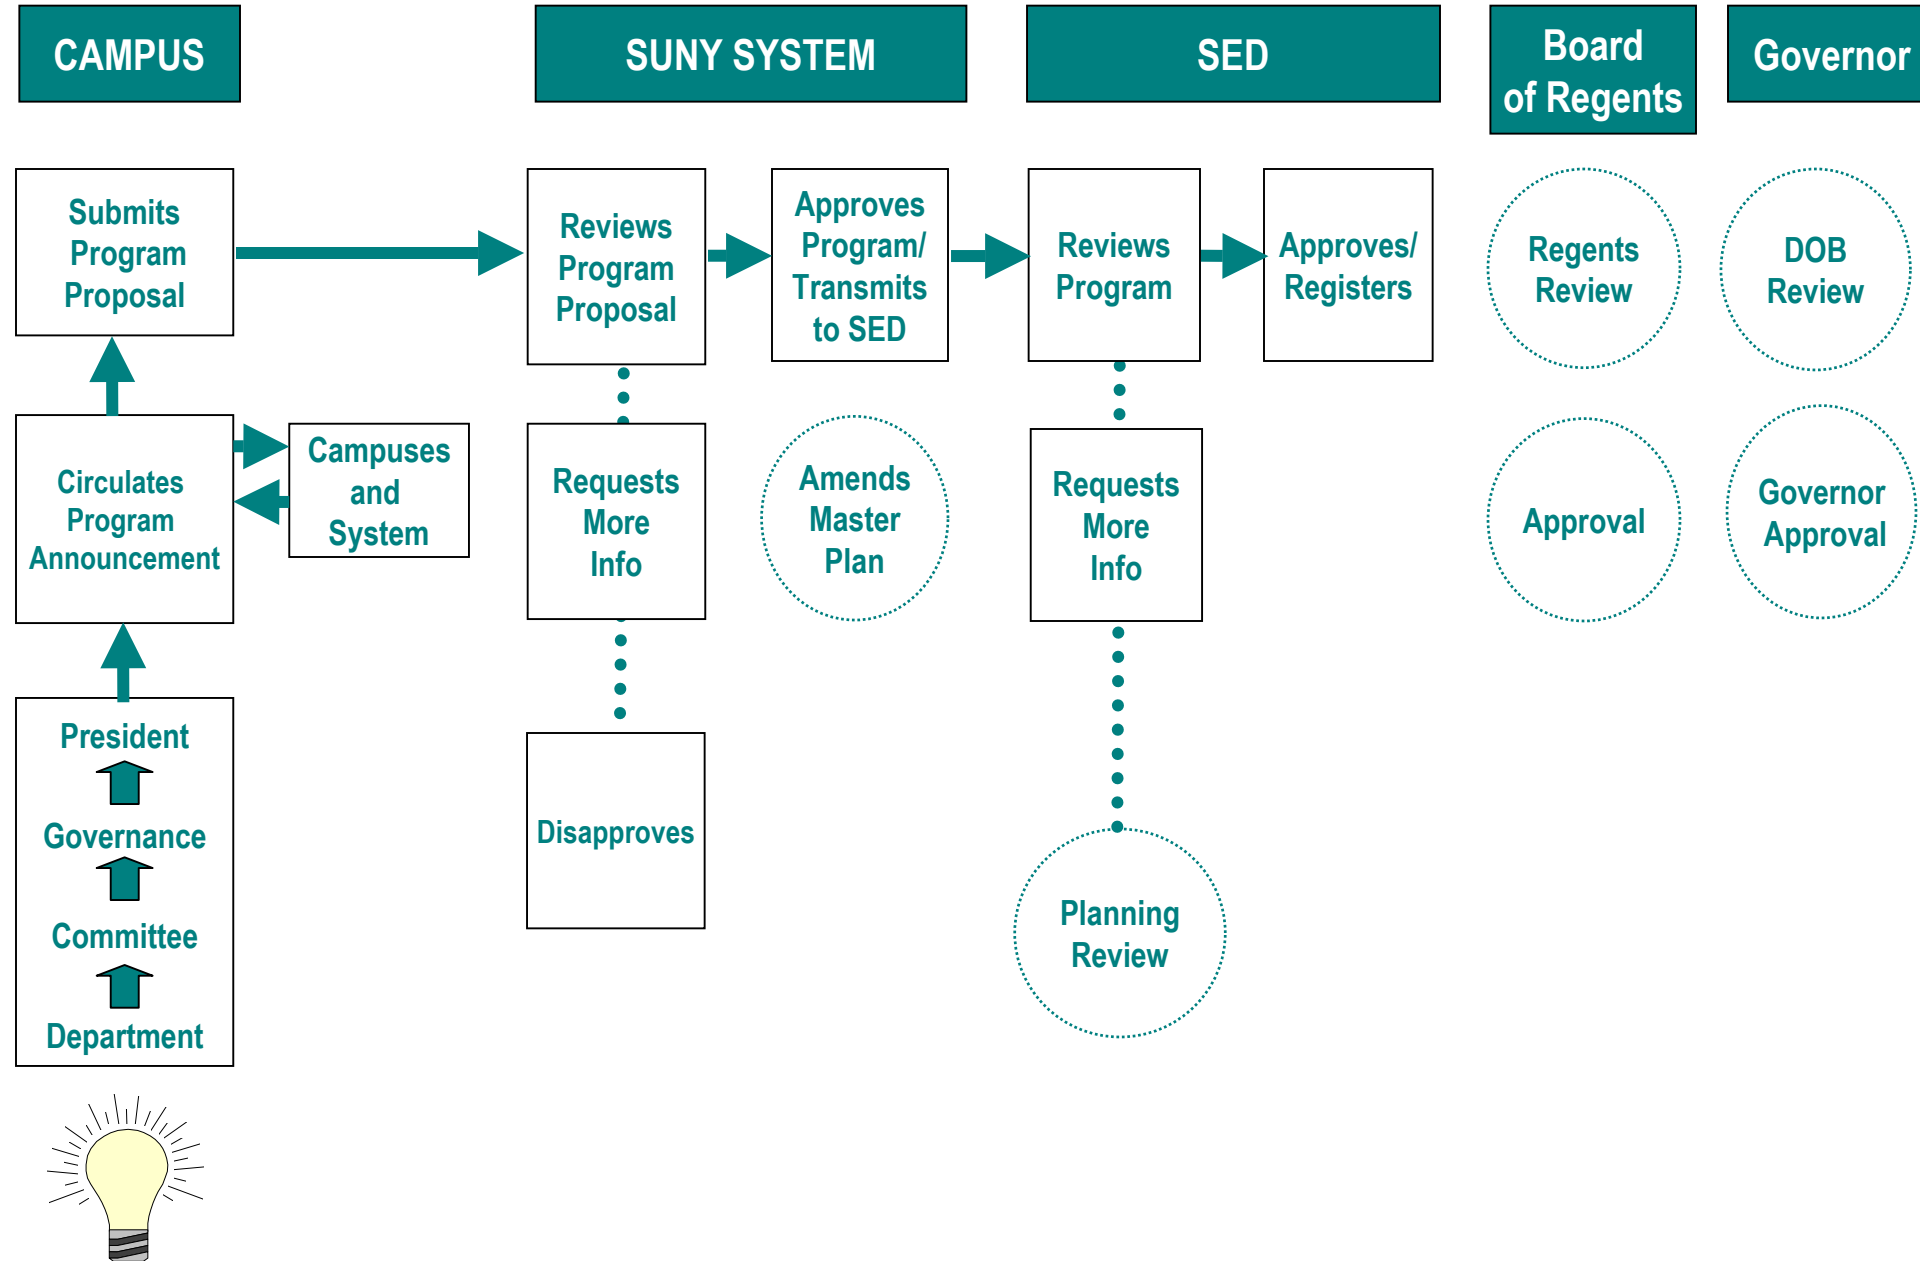 CAMPUS
SUNY SYSTEM
SED
Board
of Regents
Governor
Submits
Program
Proposal
Reviews
Program
Proposal
Approves
Program/
Transmits
to SED
Reviews
Program
Approves/
Registers
Regents
Review
DOB
Review
Circulates
Program
Announcement
Campuses
and
System
Requests
More
Info
Amends
Master
Plan
Requests
More
Info
Approval
Governor
Approval
President
Governance
Committee
Department
Disapproves
Planning
Review